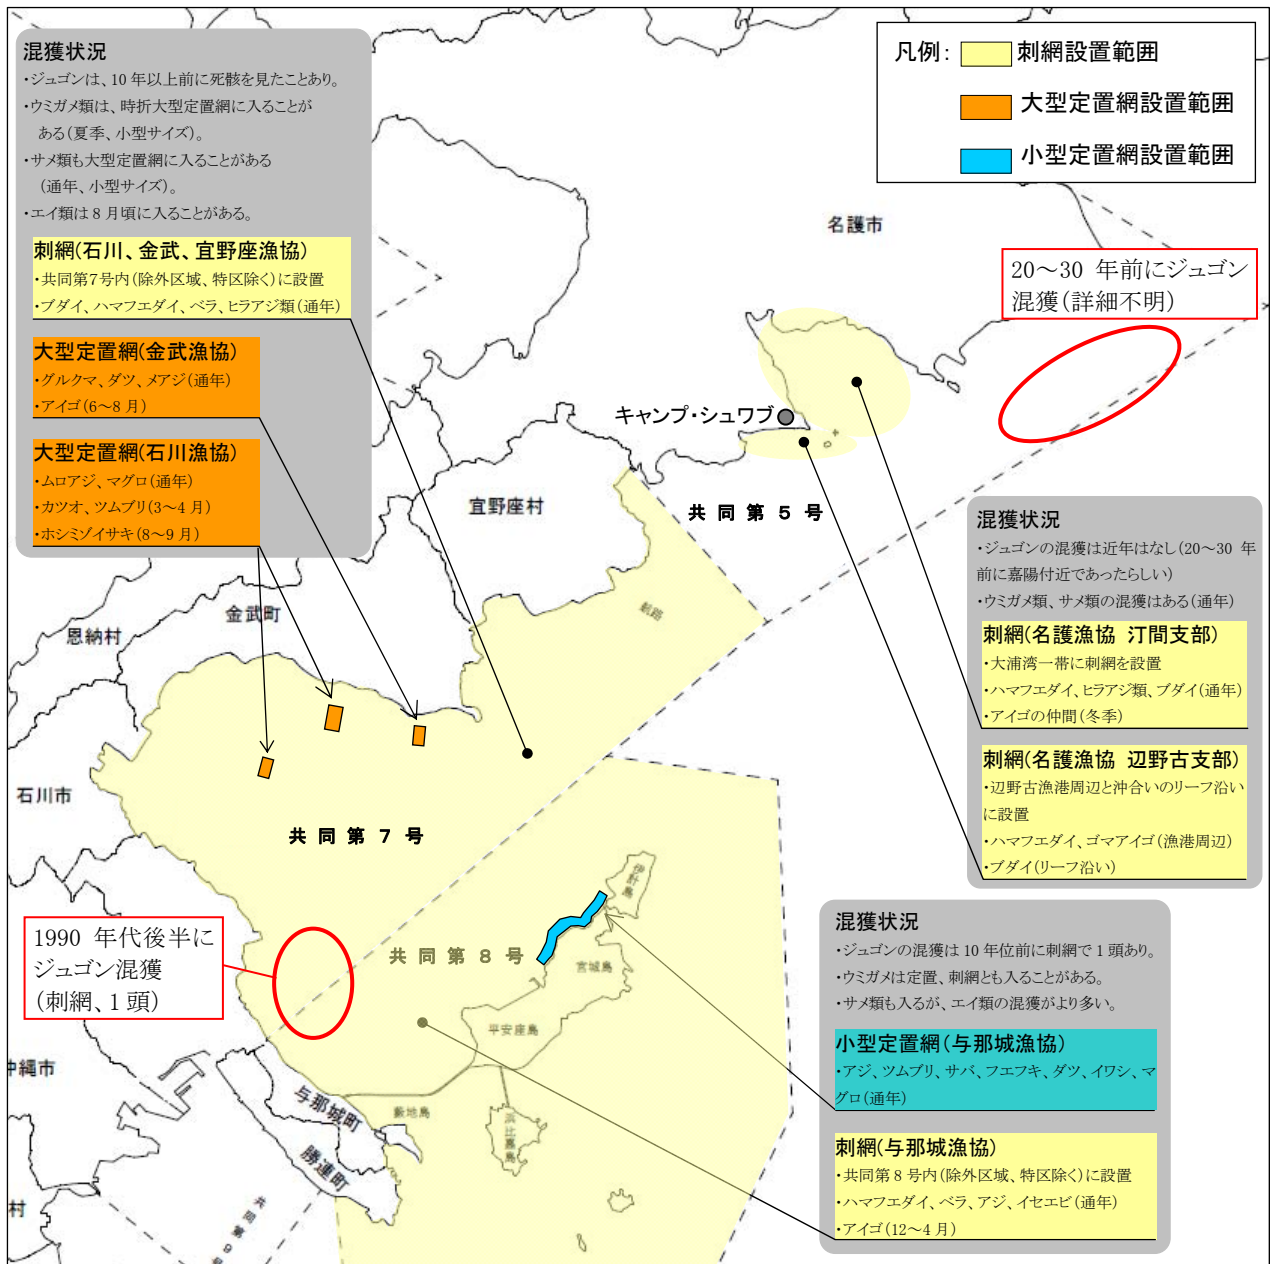 混獲状況
・ジュゴンは、10 年以上前に死骸を見たことあり。
・ウミガメ類は、時折大型定置網に入ることが
ある(夏季、小型サイズ)。
・サメ類も大型定置網に入ることがある
(通年、小型サイズ)。
・エイ類は 8 月頃に入ることがある。
刺網(石川、金武、宜野座漁協)
・共同第7号内(除外区域、特区除く)に設置
・ブダイ、ハマフエダイ、ベラ、ヒラアジ類(通年)
大型定置網(金武漁協)
・グルクマ、ダツ、メアジ(通年)
・アイゴ(6～8 月)
大型定置網(石川漁協)
・ムロアジ、マグロ(通年)
・カツオ、ツムブリ(3～4 月)
・ホシミゾイサキ(8～9 月)
凡例:
刺網設置範囲
大型定置網設置範囲
小型定置網設置範囲
名護市
20～30 年前にジュゴン
混獲(詳細不明)
キャンプ・シュワブ
宜野座村
共同第5号
航路
金武町
恩納村
石川市
共同第7号
混獲状況
・ジュゴンの混獲は近年はなし(20～30 年
前に嘉陽付近であったらしい)
・ウミガメ類、サメ類の混獲はある(通年)
刺網(名護漁協 汀間支部)
・大浦湾一帯に刺網を設置
・ハマフエダイ、ヒラアジ類、ブダイ(通年)
・アイゴの仲間(冬季)
刺網(名護漁協 辺野古支部)
・辺野古漁港周辺と沖合いのリーフ沿い
に設置
・ハマフエダイ、ゴマアイゴ(漁港周辺)
・ブダイ(リーフ沿い)
1990 年代後半に
ジュゴン混獲
(刺網、1 頭)
共同第8号
伊計島
宮城島
平安座島
藪地島
浜比嘉島
与那城町
勝連町
沖縄市
村
共同第9号
混獲状況
・ジュゴンの混獲は 10 年位前に刺網で 1 頭あり。
・ウミガメは定置、刺網とも入ることがある。
・サメ類も入るが、エイ類の混獲がより多い。
小型定置網(与那城漁協)
・アジ、ツムブリ、サバ、フエフキ、ダツ、イワシ、マ
グロ(通年)
刺網(与那城漁協)
・共同第 8 号内(除外区域、特区除く)に設置
・ハマフエダイ、ベラ、アジ、イセエビ(通年)
・アイゴ(12～4 月)